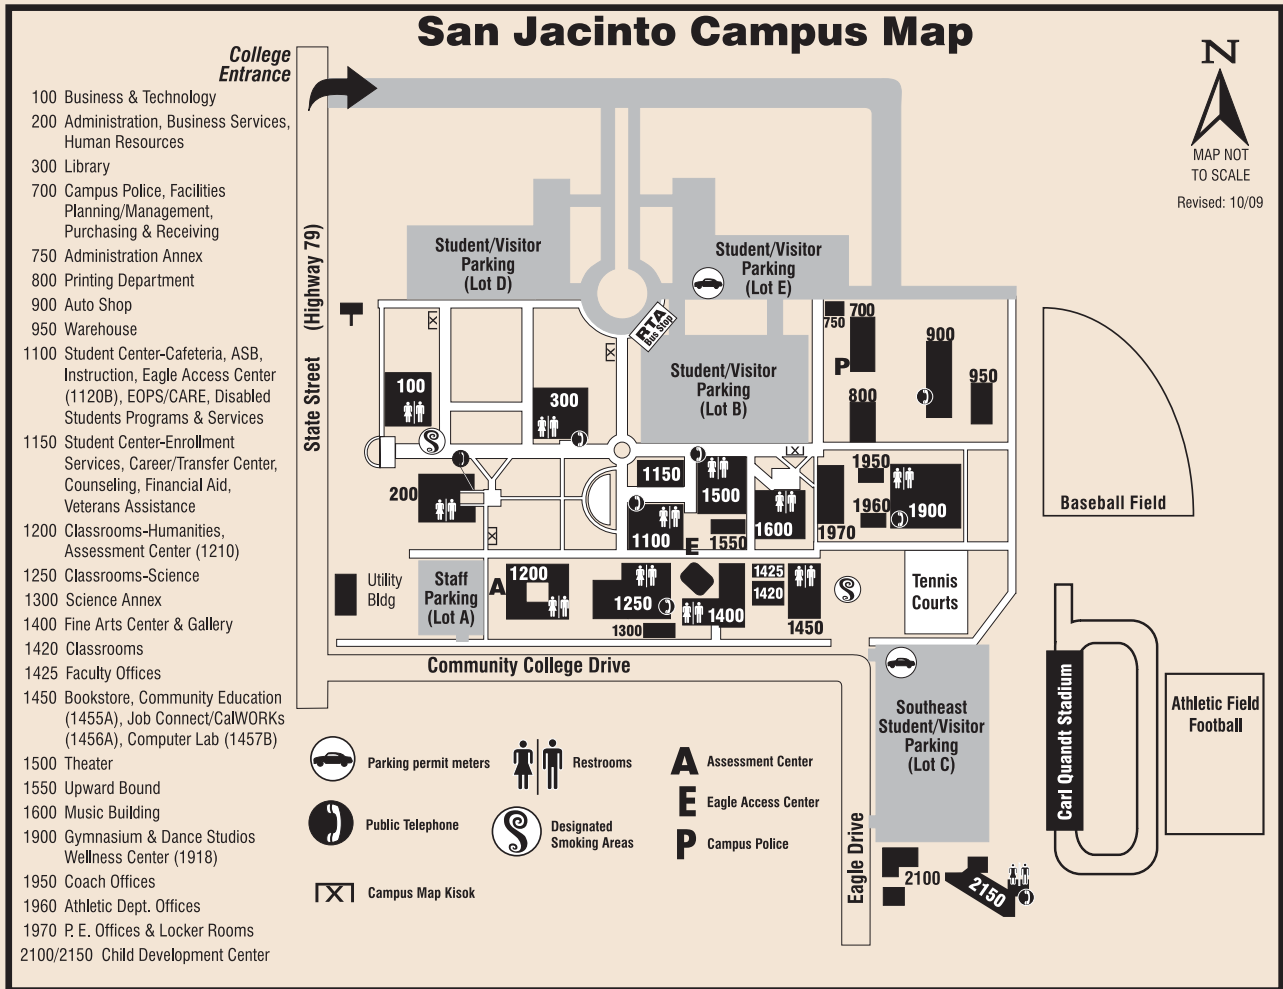 San Jacinto Campus Map
College
Entrance
100 Business & Technology
200 Administration, Business Services,
Human Resources
300 Library
700 Campus Police, Facilities
Planning/Management,
Purchasing & Receiving
750 Administration Annex
800 Printing Department
900 Auto Shop
950 Warehouse
1100 Student Center-Cafeteria, ASB,
Instruction, Eagle Access Center
(1120B), EOPS/CARE, Disabled
Students Programs & Services
1150 Student Center-Enrollment
Services, Career/Transfer Center,
Counseling, Financial Aid,
Veterans Assistance
1200 Classrooms-Humanities,
Assessment Center (1210)
1250 Classrooms-Science
1300 Science Annex
1400 Fine Arts Center & Gallery
1420 Classrooms
1425 Faculty Offices
1450 Bookstore, Community Education
(1455A), Job Connect/CalWORKs
(1456A), Computer Lab (1457B)
1500 Theater
1550 Upward Bound
1600 Music Building
1900 Gymnasium & Dance Studios
Wellness Center (1918)
1950 Coach Offices
1960 Athletic Dept. Offices
1970 P. E. Offices & Locker Rooms
2100/2150 Child Development Center
State Street (Highway 79)
N
MAP NOT
TO SCALE
Revised: 10/09
Student/Visitor
Parking
(Lot D)
Student/Visitor
Parking
(Lot E)
RTA
Bus Stop
Student/Visitor
Parking
(Lot B)
750
700
P
800
900
950
100
300
200
1150
1500
1100
1550
E
1600
1970
1950
1960
1900
Baseball Field
Utility
Bldg
Staff
Parking
(Lot A)
A
1200
1250
1300
1400
1425
1420
1450
Tennis
Courts
Community College Drive
Eagle Drive
Southeast
Student/Visitor
Parking
(Lot C)
Carl Quandt Stadium
Athletic Field
Football
2100
2150
Parking permit meters
Restrooms
A Assessment Center
Public Telephone
Designated
Smoking Areas
E Eagle Access Center
P Campus Police
Campus Map Kisok